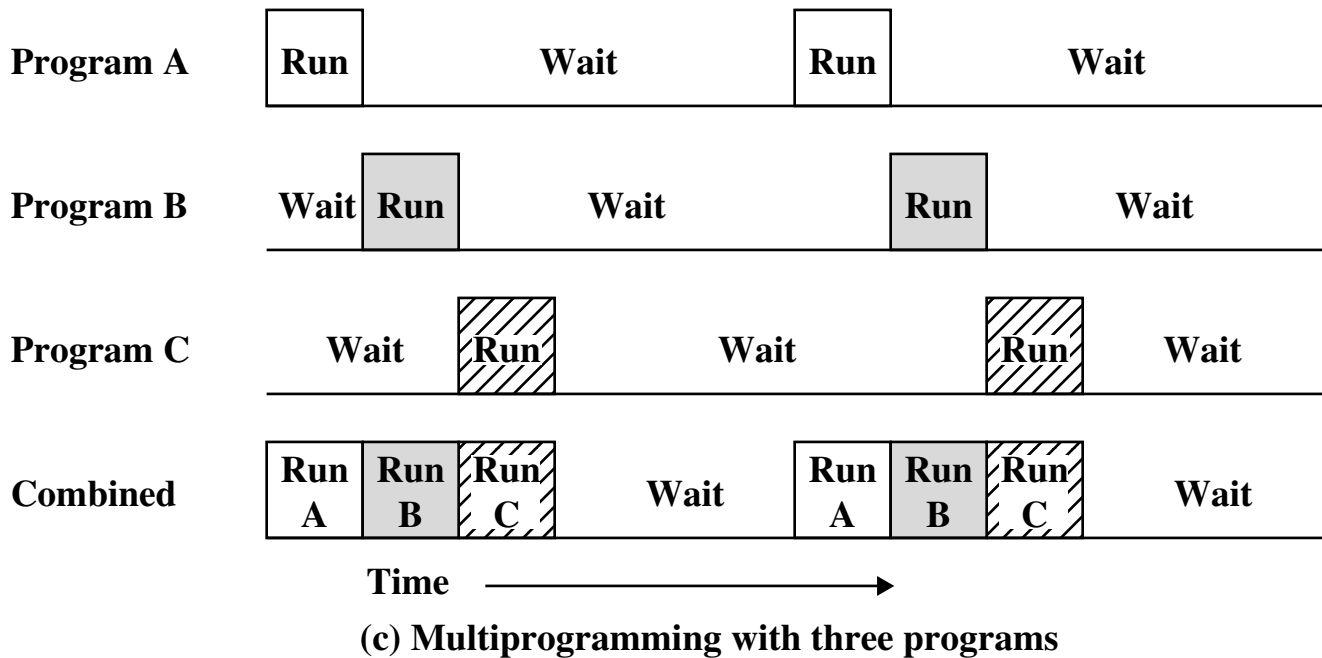 Program A Run Wait Run Wait
Program B Wait Run Wait Run Wait
Program C Wait Run Wait Run Wait
Combined Run A Run B Run C Wait Run A Run B Run C Wait
Time
(c) Multiprogramming with three programs